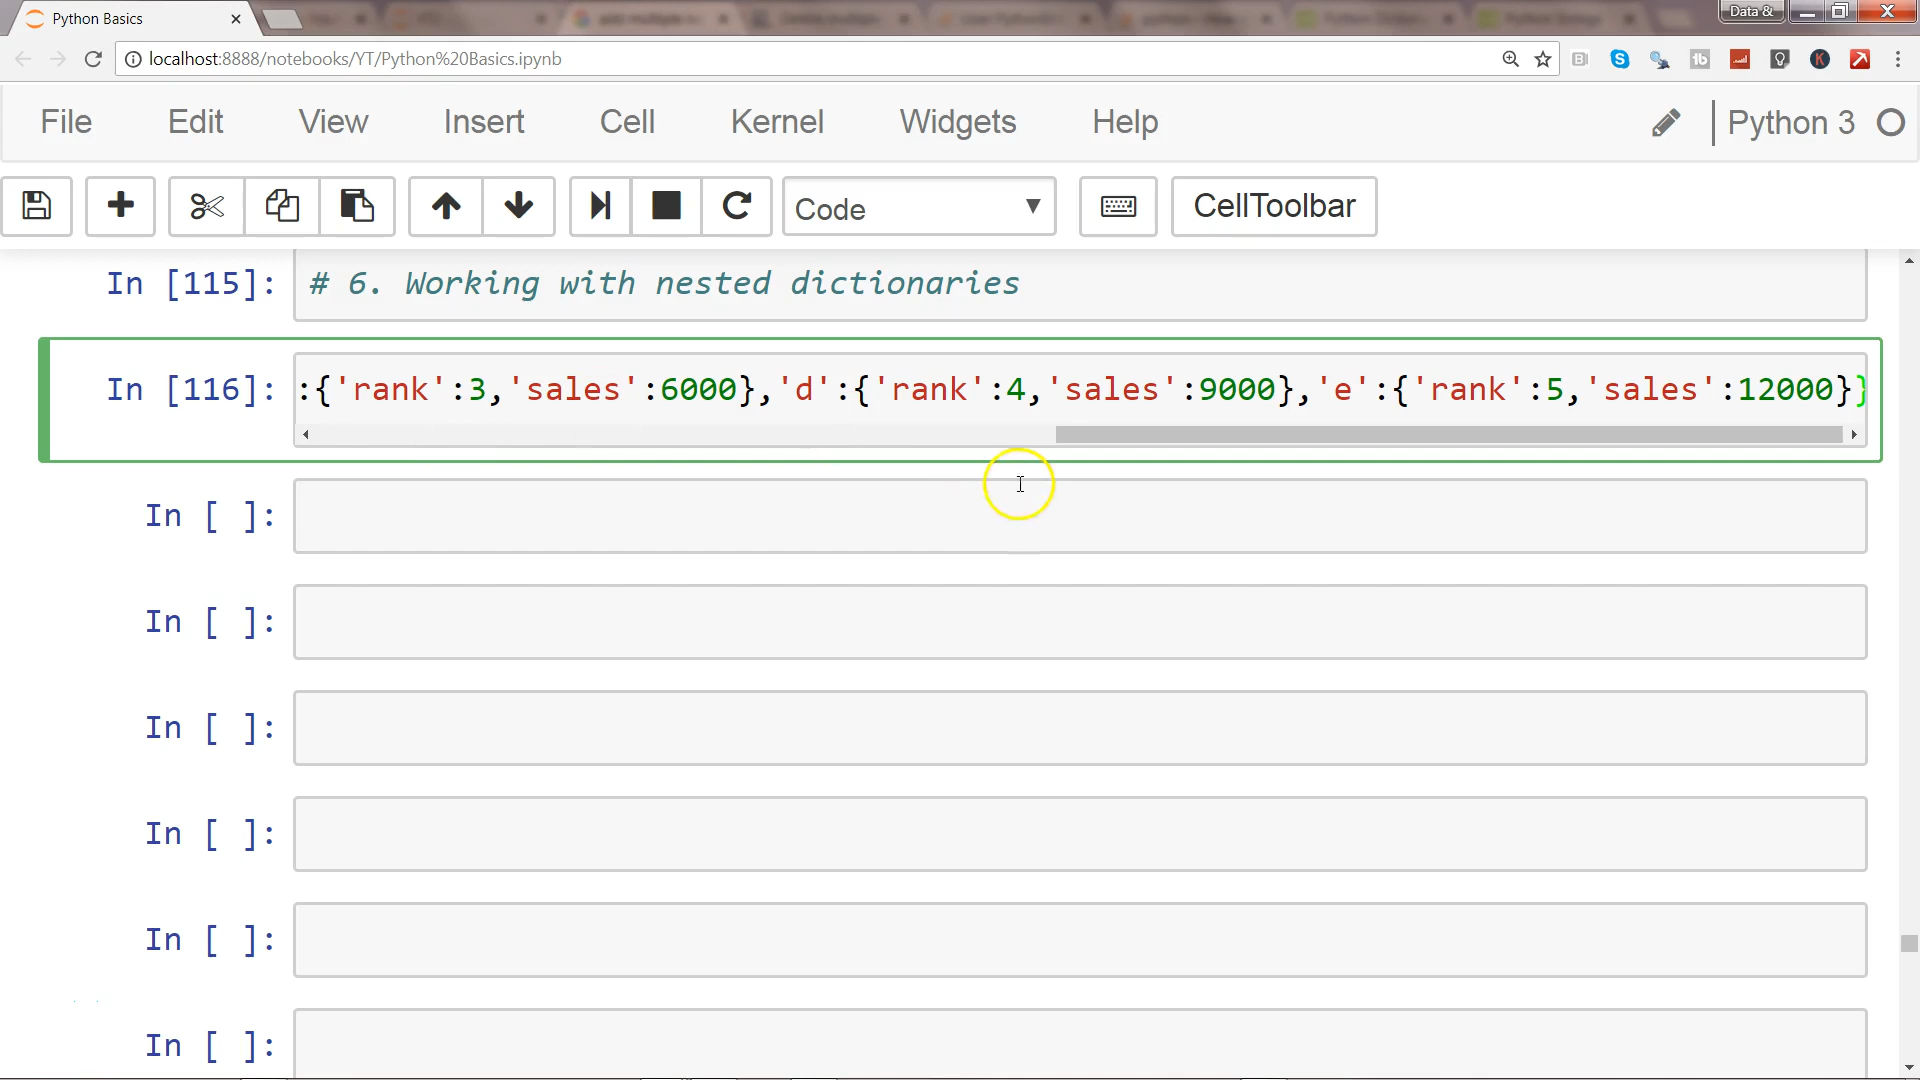 Python Basics
Data &
localhost:8888/notebooks/YT/Python%20Basics.ipynb
File Edit View Insert Cell Kernel Widgets Help Python 3
Code CellToolbar
In [115]: # 6. Working with nested dictionaries
In [116]: :{'rank':3,'sales':6000},'d':{'rank':4,'sales':9000},'e':{'rank':5,'sales':12000}}
In [ ]:
In [ ]:
In [ ]:
In [ ]:
In [ ]:
In [ ]: